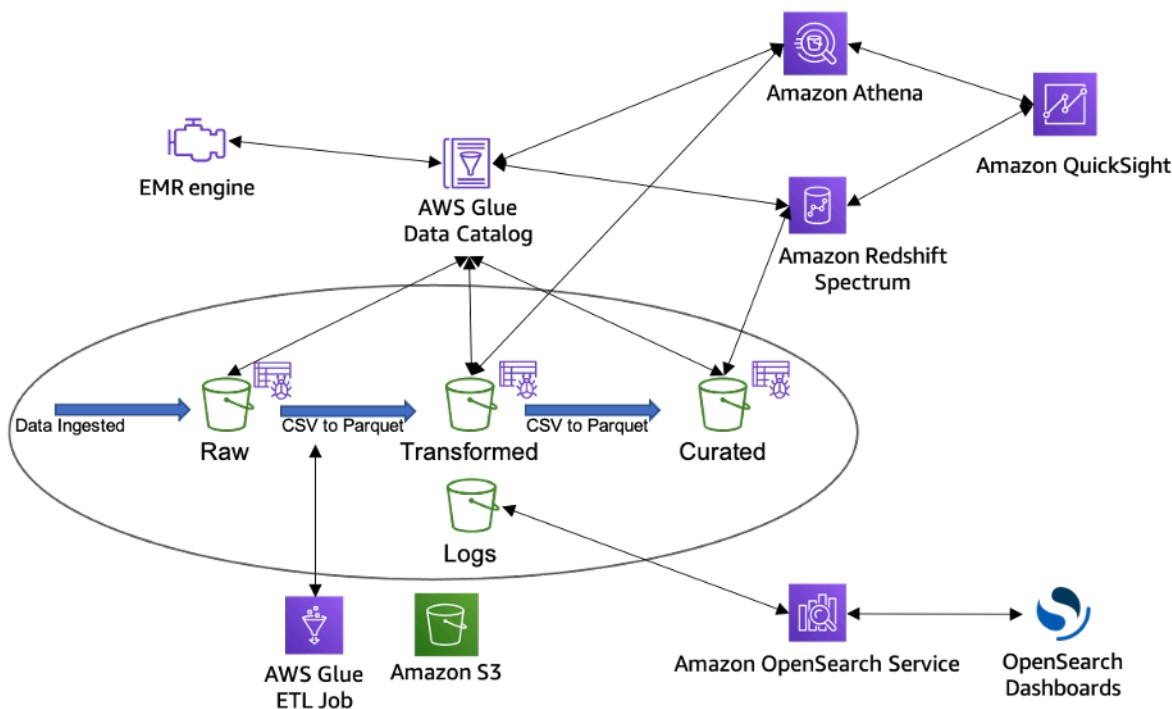 Amazon Athena
Amazon QuickSight
EMR engine
AWS Glue
Data Catalog
Amazon Redshift
Spectrum
Data Ingested
CSV to Parquet
CSV to Parquet
Raw
Transformed
Curated
Logs
AWS Glue
ETL Job
Amazon S3
Amazon OpenSearch Service
OpenSearch
Dashboards